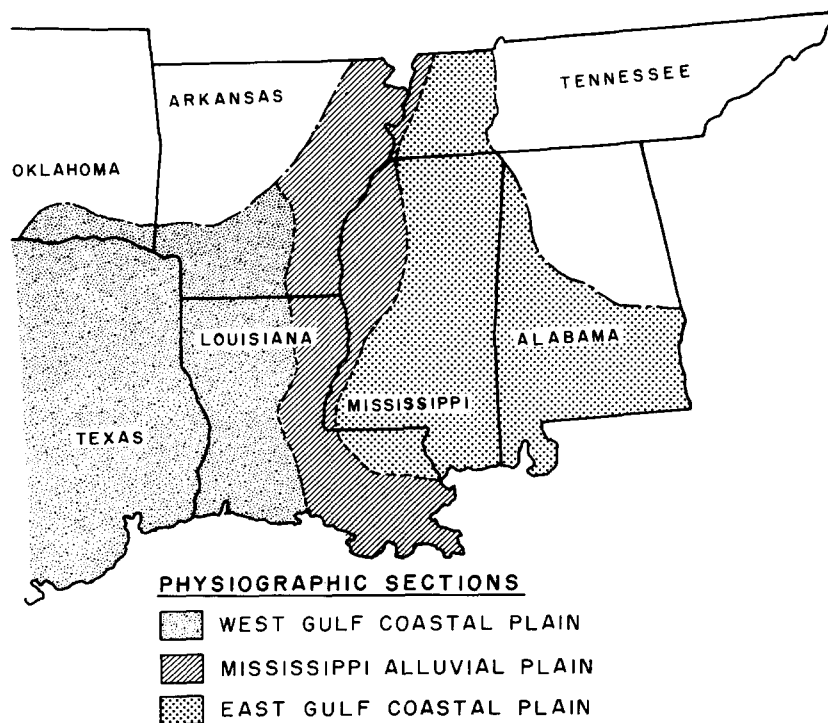 TENNESSEE
ARKANSAS
OKLAHOMA
LOUISIANA
ALABAMA
MISSISSIPPI
TEXAS
PHYSIOGRAPHIC SECTIONS
WEST GULF COASTAL PLAIN
MISSISSIPPI ALLUVIAL PLAIN
EAST GULF COASTAL PLAIN